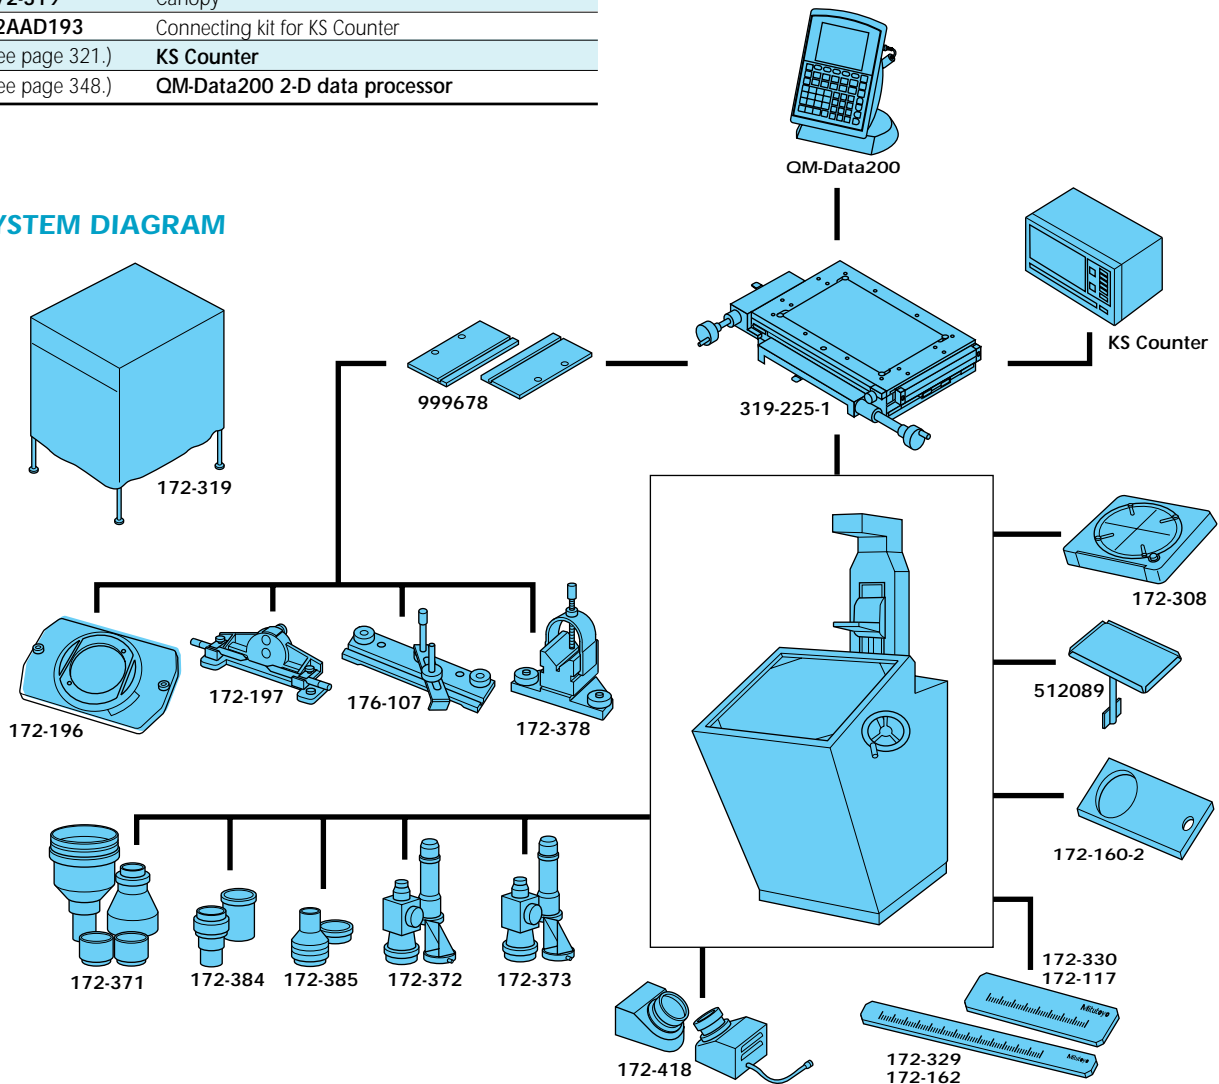 2AAD193 Connecting kit for KS Counter
ee page 321.) KS Counter
ee page 348.) QM-Data200 2-D data processor
QM-Data200
YSTEM DIAGRAM
KS Counter
999678
319-225-1
172-319
172-308
512089
172-196
172-197
176-107
172-378
172-160-2
172-371
172-384
172-385
172-372
172-373
172-330
172-117
Mitutoyo
Mitutoyo
172-418
172-329
172-162